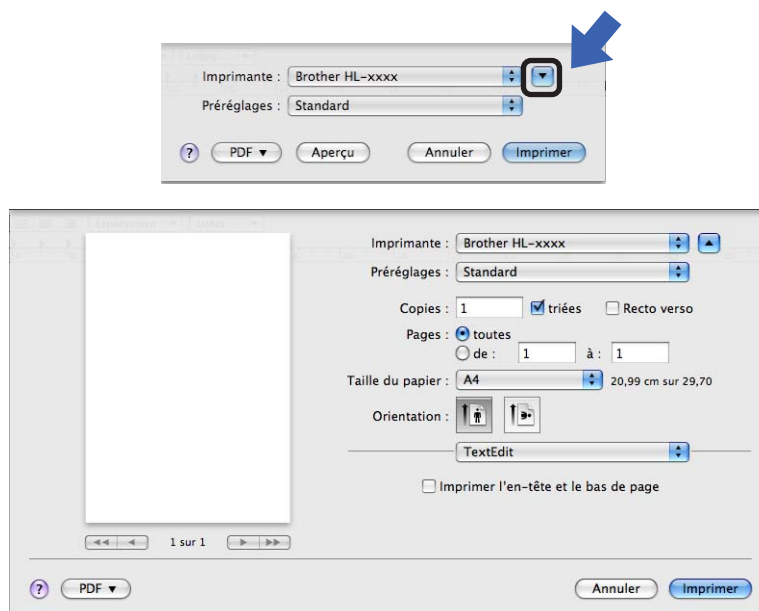 Imprimante : Brother HL-xxxx
Préréglages : Standard
? PDF ▼ Aperçu Annuler Imprimer
Imprimante : Brother HL-xxxx
Préréglages : Standard
Copies : 1 triées Recto verso
Pages : toutes
de : 1 à : 1
Taille du papier : A4 20,99 cm sur 29,70
Orientation :
TextEdit
Imprimer l'en-tête et le bas de page
1 sur 1
? PDF ▼ Annuler Imprimer